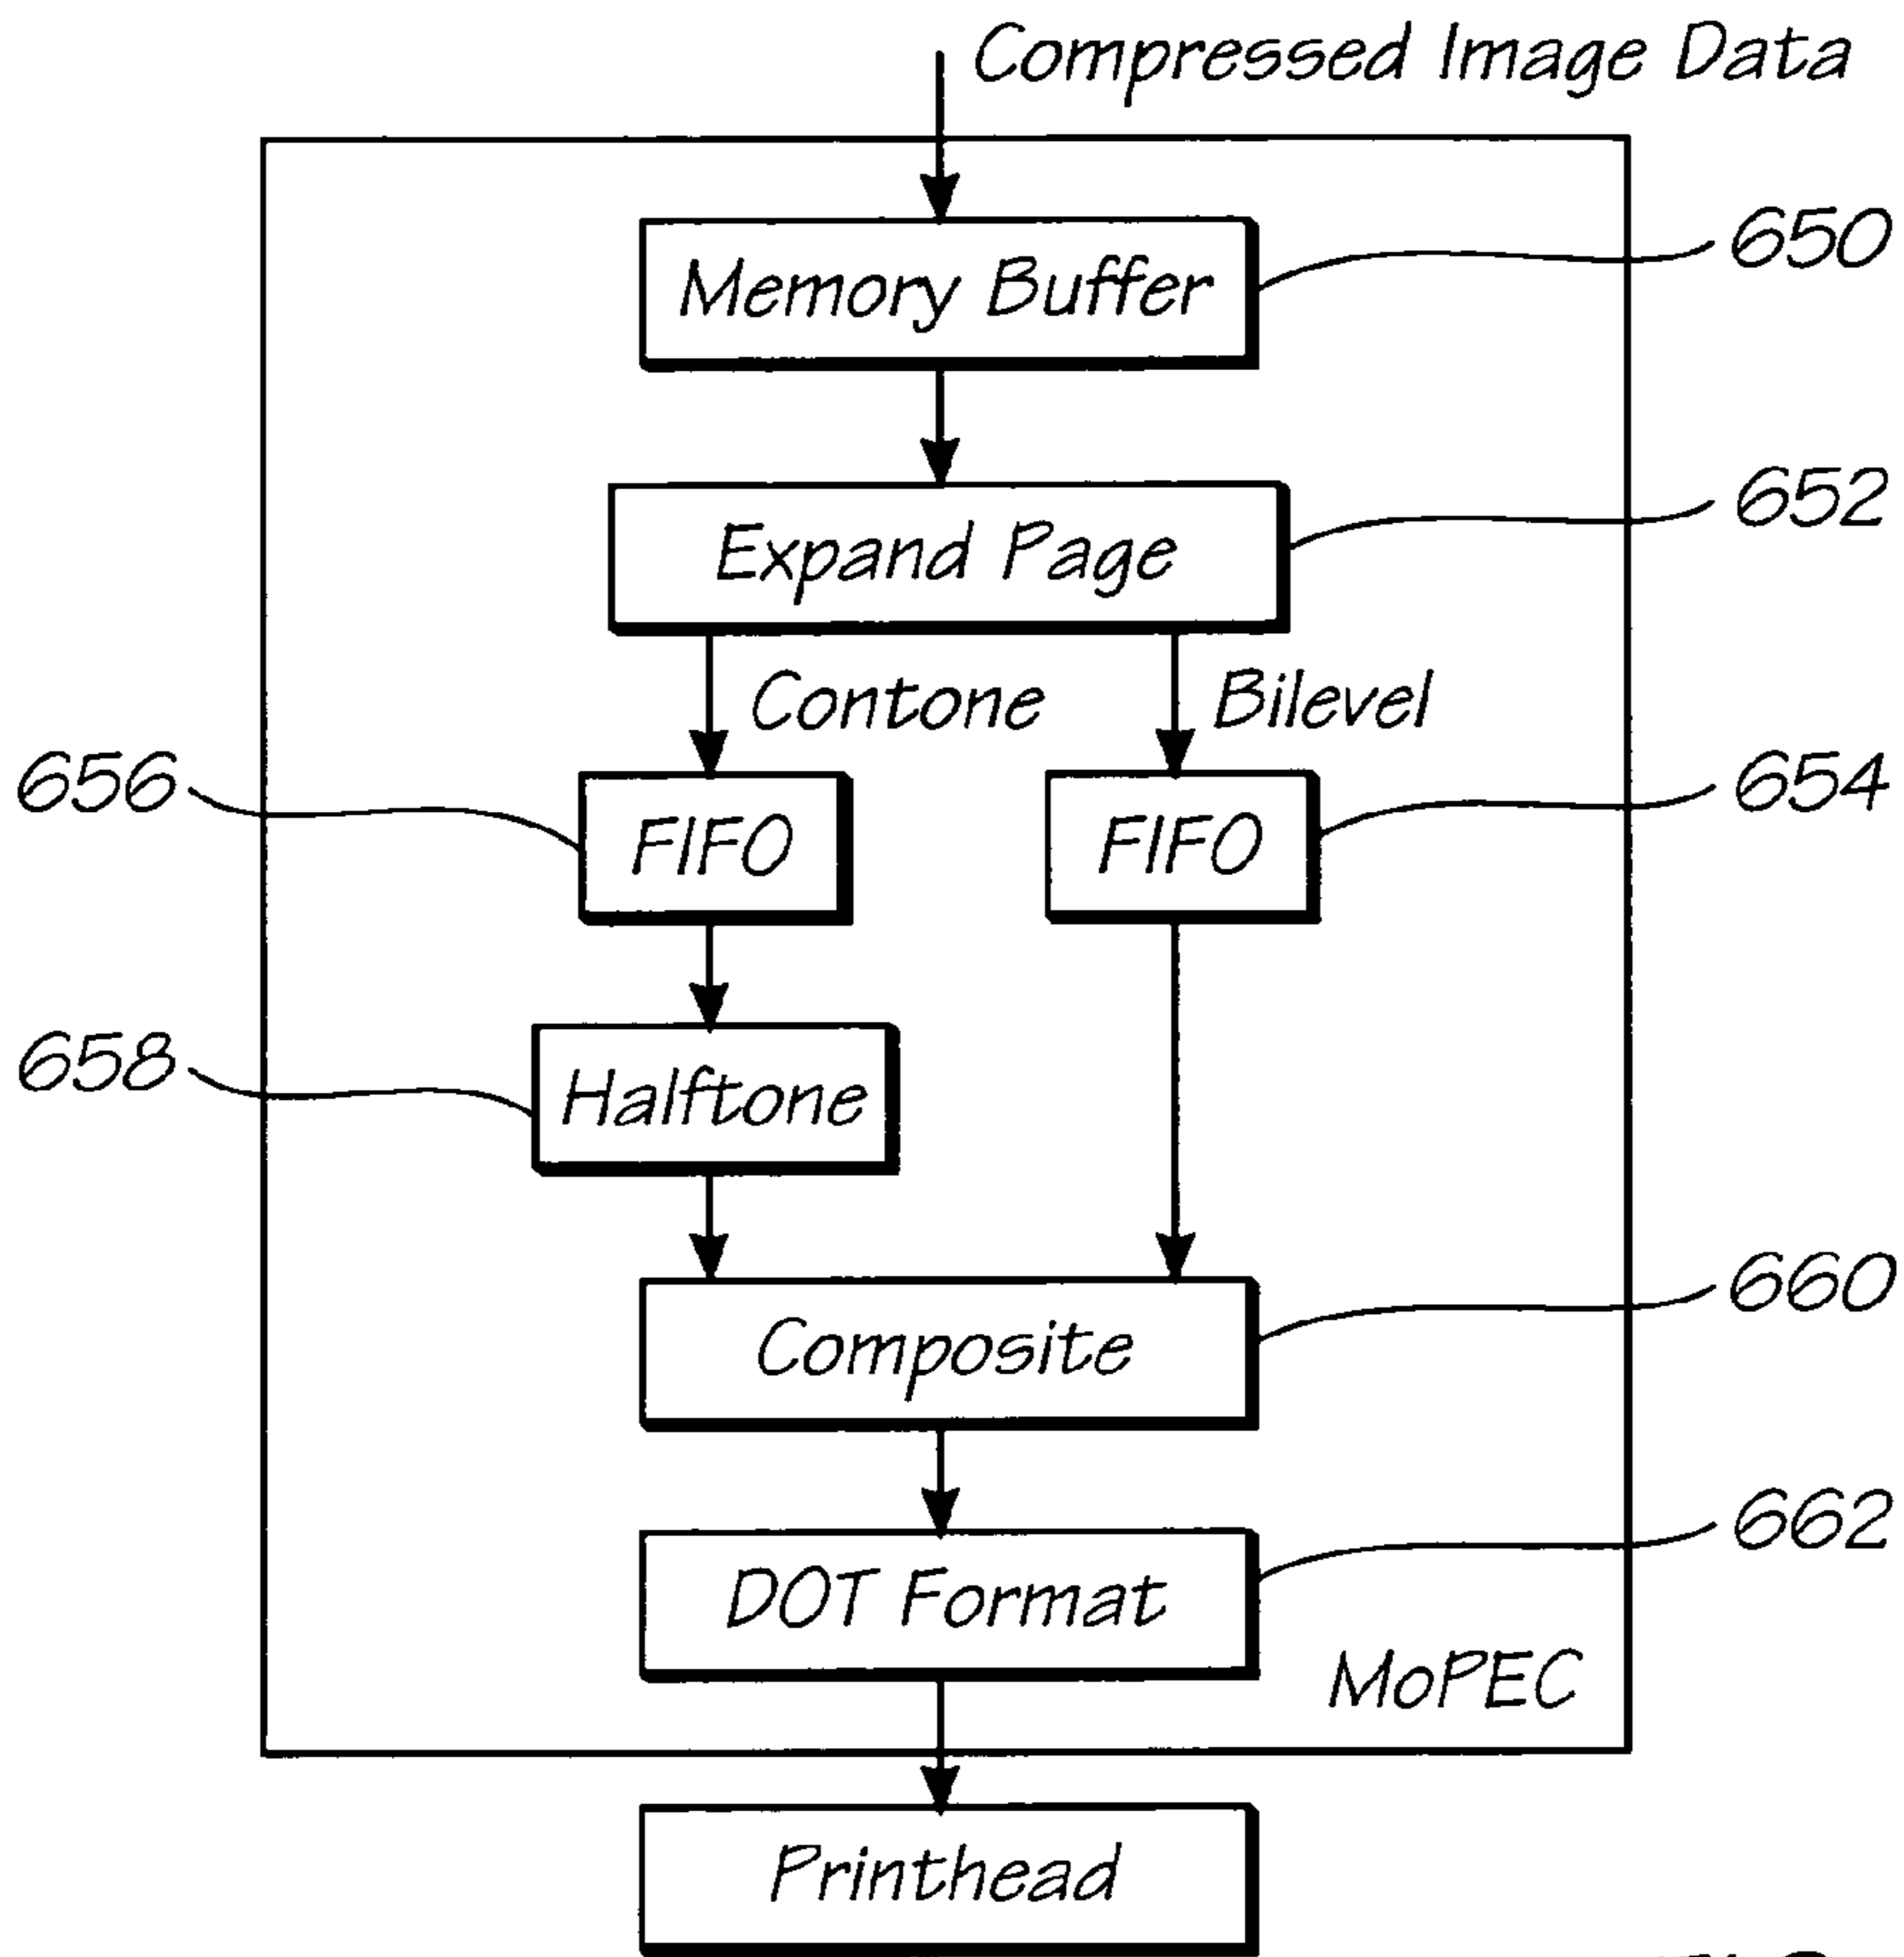 Compressed Image Data
650
Memory Buffer
652
Expand Page
Contone
Bilevel
656
FIFO
FIFO
654
658
Halftone
660
Composite
662
DOT Format
MoPEC
Printhead